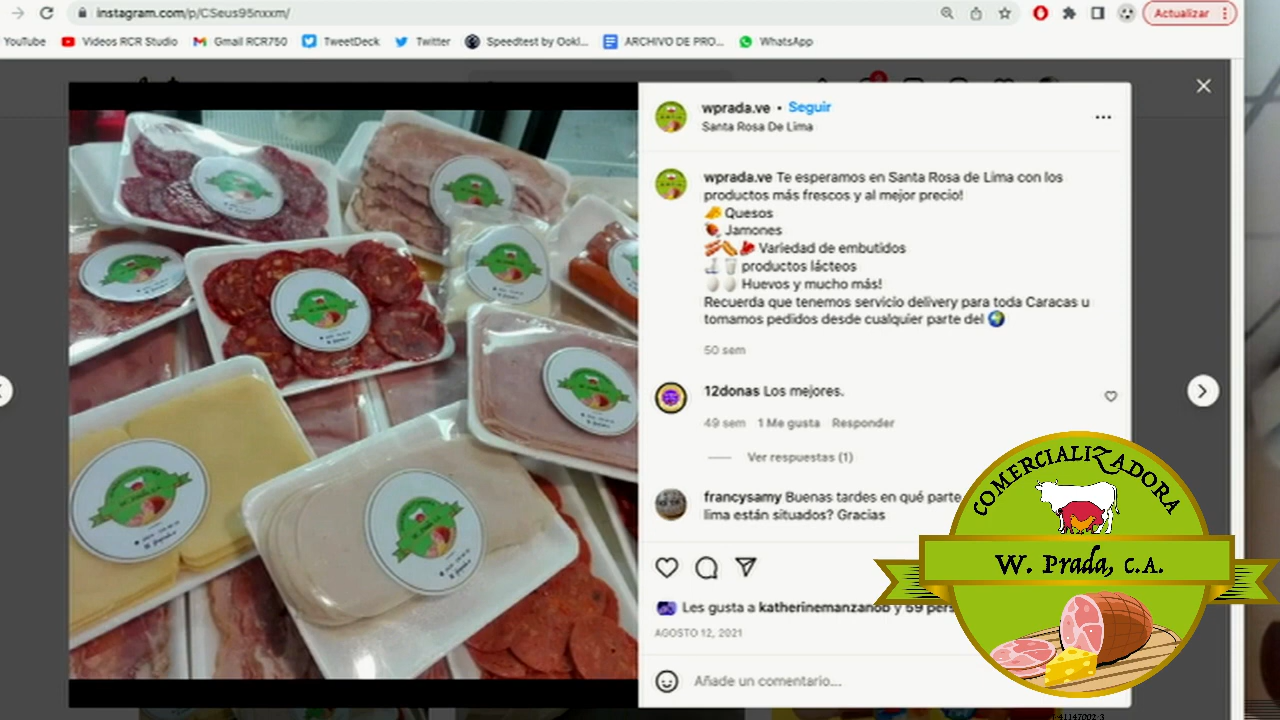 instagram.com/p/CSeus95nxxm/
Actualizar
YouTube
Videos RCR Studio
Gmail RCR750
TweetDeck
Twitter
Speedtest by Ookl...
ARCHIVO DE PRO...
WhatsApp
wprada.ve • Seguir
Santa Rosa De Lima
wprada.ve Te esperamos en Santa Rosa de Lima con los
productos más frescos y al mejor precio!
Quesos
Jamones
Variedad de embutidos
productos lácteos
Huevos y mucho más!
Recuerda que tenemos servicio delivery para toda Caracas u
tomamos pedidos desde cualquier parte del
50 sem
12donas Los mejores.
49 sem 1 Me gusta Responder
Ver respuestas (1)
francysamy Buenas tardes en qué parte
lima están situados? Gracias
Les gusta a katherinemanzanob y 59 pers
AGOSTO 12, 2021
Añade un comentario...
COMERCIALIZADORA
W. Prada, C.A.
41147002-3